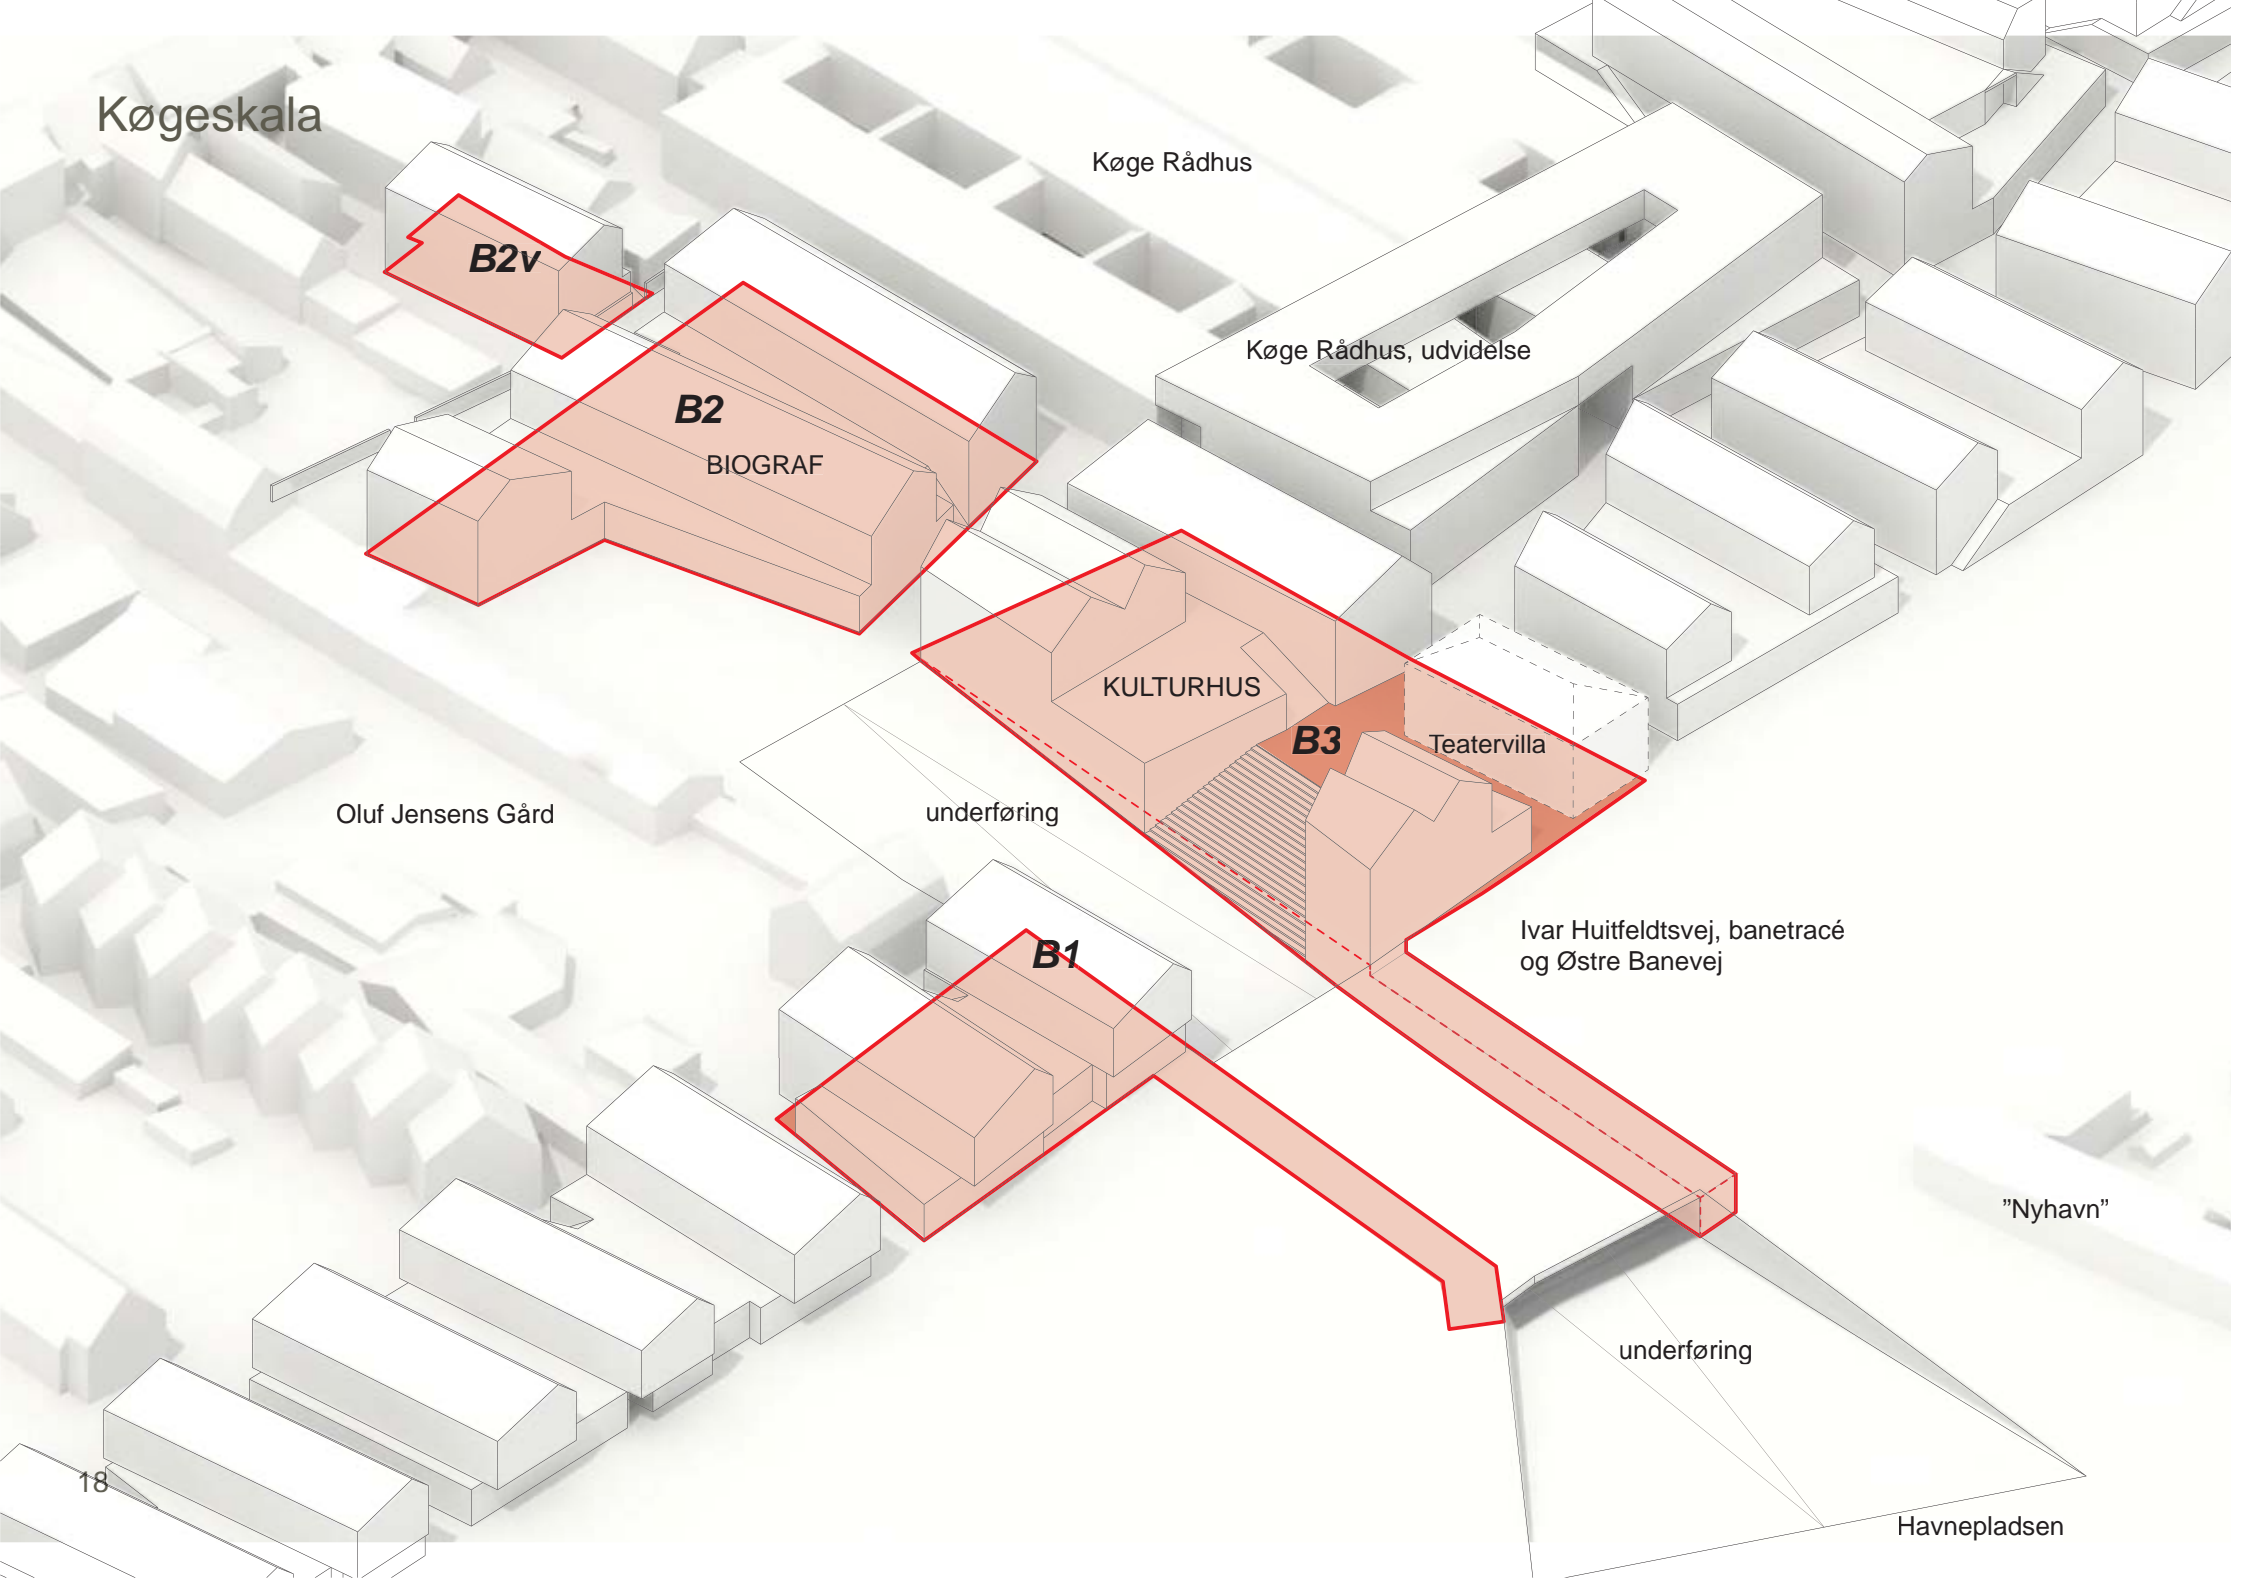 Køgeskala
Køge Rådhus
B2v
Køge Rådhus, udvidelse
B2
BIOGRAF
KULTURHUS
B3
Teatervilla
Oluf Jensens Gård
underføring
B1
Ivar Huitfeldtsvej, banetracé
og Østre Banevej
”Nyhavn”
underføring
18
Havnepladsen